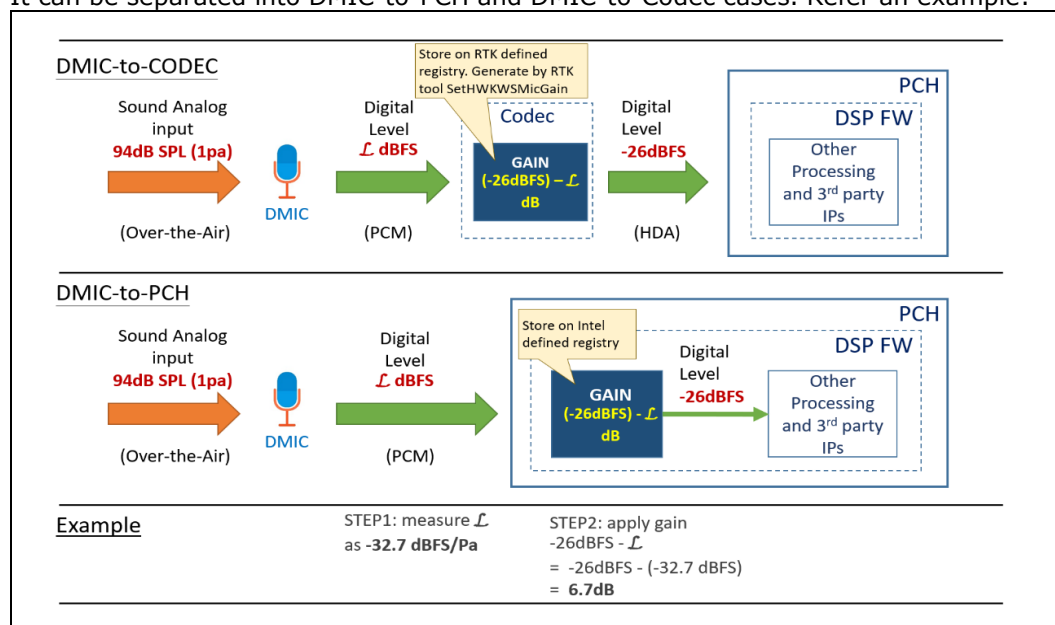 It can be separated into DMIC-to-PCH and DMIC-to-Codec cases. Refer an example.
DMIC-to-CODEC
Store on RTK defined
registry. Generate by RTK
tool SetHWKWSMicGain
Sound Analog
input
94dB SPL (1pa)
(Over-the-Air)
DMIC
Digital
Level
ℒ dBFS
(PCM)
Codec
GAIN
(-26dBFS) – ℒ
dB
Digital
Level
-26dBFS
(HDA)
PCH
DSP FW
Other
Processing
and 3rd party
IPs
DMIC-to-PCH
Sound Analog
input
94dB SPL (1pa)
(Over-the-Air)
DMIC
Digital
Level
ℒ dBFS
(PCM)
Store on Intel
defined registry
GAIN
(-26dBFS) - ℒ
dB
Digital
Level
-26dBFS
PCH
DSP FW
Other
Processing
and 3rd party
IPs
Example
STEP1: measure ℒ
as -32.7 dBFS/Pa
STEP2: apply gain
-26dBFS - ℒ
= -26dBFS - (-32.7 dBFS)
= 6.7dB